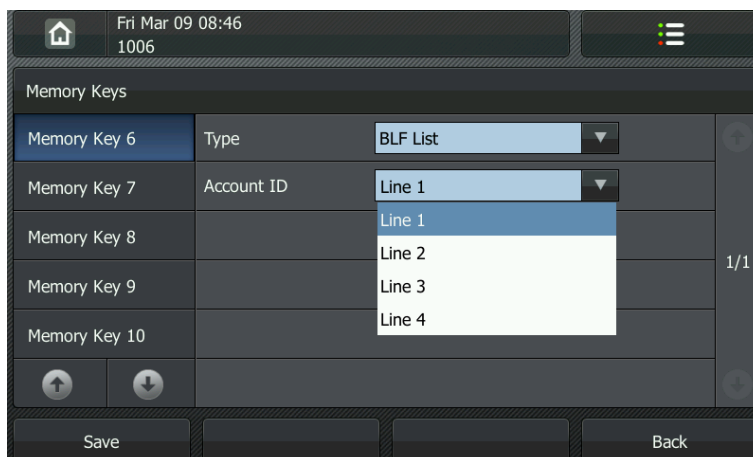 Fri Mar 09 08:46
1006
Memory Keys
Memory Key 6
Type
BLF List
Memory Key 7
Account ID
Line 1
Line 1
Memory Key 8
Line 2
Memory Key 9
Line 3
Memory Key 10
Line 4
1/1
Save
Back